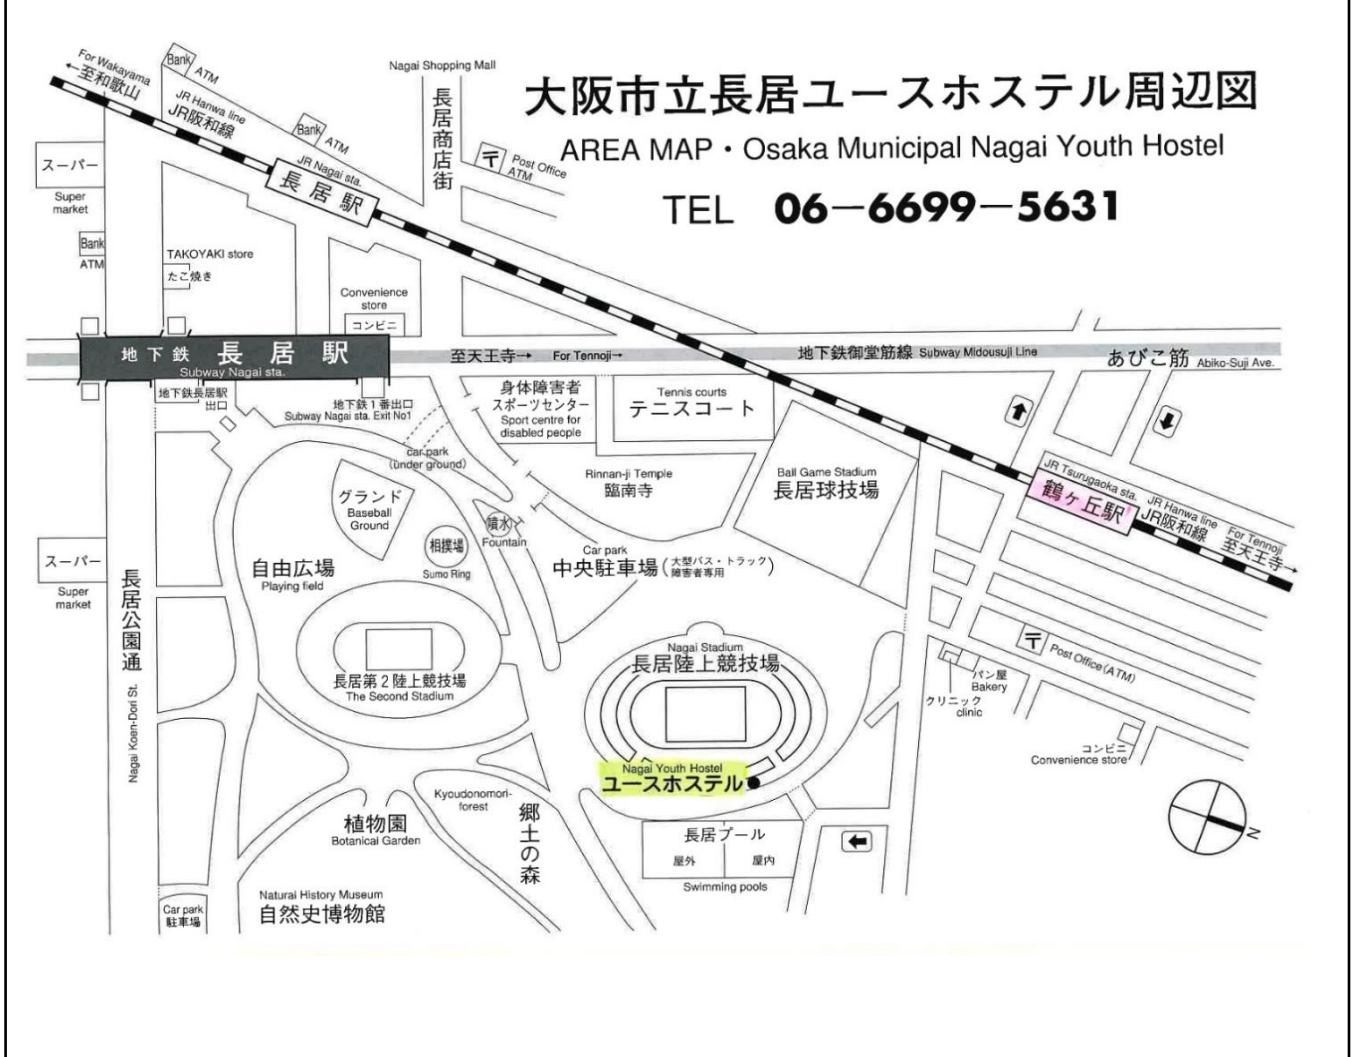 大阪市立長居ユースホステル周辺図
AREA MAP・Osaka Municipal Nagai Youth Hostel
TEL 06－6699－5631
For Wakayama
←至和歌山
Bank
ATM
JR Hanwa line
JR阪和線
Bank
ATM
JR Nagai sta.
長居駅
Nagai Shopping Mall
長居商店街
〒
Post Office
ATM
スーパー
Super
market
Bank
ATM
TAKOYAKI store
たこ焼き
Convenience
store
コンビニ
地下鉄 長居駅
Subway Nagai sta.
至天王寺→ For Tennoji→
地下鉄御堂筋線 Subway Midousuji Line
あびこ筋 Abiko-Suji Ave.
地下鉄長居駅
出口
地下鉄1番出口
Subway Nagai sta. Exit No1
身体障害者
スポーツセンター
Sport centre for
disabled people
Tennis courts
テニスコート
car park
(under ground)
Rinnan-ji Temple
臨南寺
Ball Game Stadium
長居球技場
JR Tsurugaoka sta.
鶴ヶ丘駅
JR Hanwa line
JR阪和線
For Tennoji
至天王寺→
グランド
Baseball
Ground
噴水
Fountain
相撲場
Sumo Ring
Car park
中央駐車場(大型バス・トラック
障害者専用)
スーパー
Super
market
自由広場
Playing field
長居公園通
Nagai Koen-Dori St.
長居第2陸上競技場
The Second Stadium
Nagai Stadium
長居陸上競技場
〒
Post Office(ATM)
パン屋
Bakery
クリニック
clinic
コンビニ
Convenience store
Nagai Youth Hostel
ユースホステル
Kyoudonomori-
forest
郷土の森
植物園
Botanical Garden
長居プール
屋外
屋内
Swimming pools
N
Natural History Museum
自然史博物館
Car park
駐車場